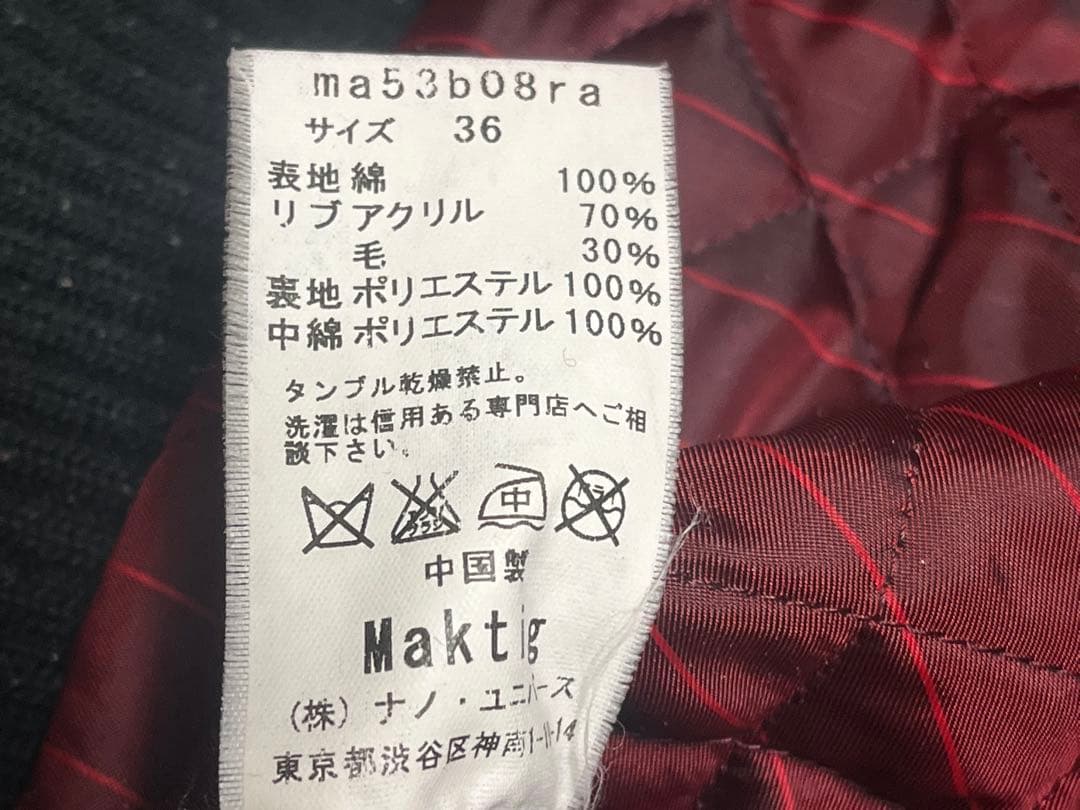 ma53b08ra
サイズ 36
表地 綿 100%
リブ アクリル 70%
毛 30%
表地 ポリエステル 100%
中綿 ポリエステル 100%
タンブル乾燥禁止。
洗濯は信用ある専門店へご相
談下さい。
中
中国製
Maktig
(株) ナノ・ユニバース
東京都渋谷区神南1-11-14